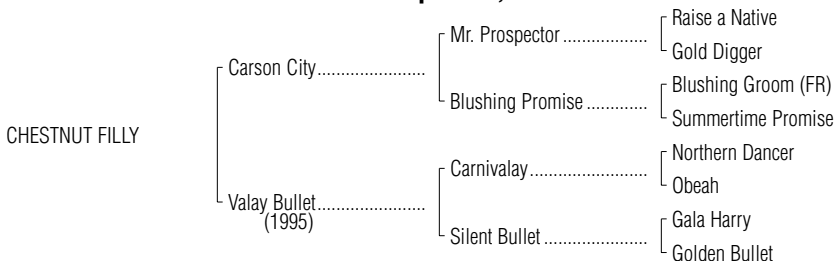 Raise a Native
Mr. Prospector ....................
Gold Digger
Carson City.......................
Blushing Groom (FR)
Blushing Promise .............
Summertime Promise
CHESTNUT FILLY
Northern Dancer
Carnivalay.........................
Obeah
Valay Bullet.......................
(1995)
Gala Harry
Silent Bullet ......................
Golden Bullet